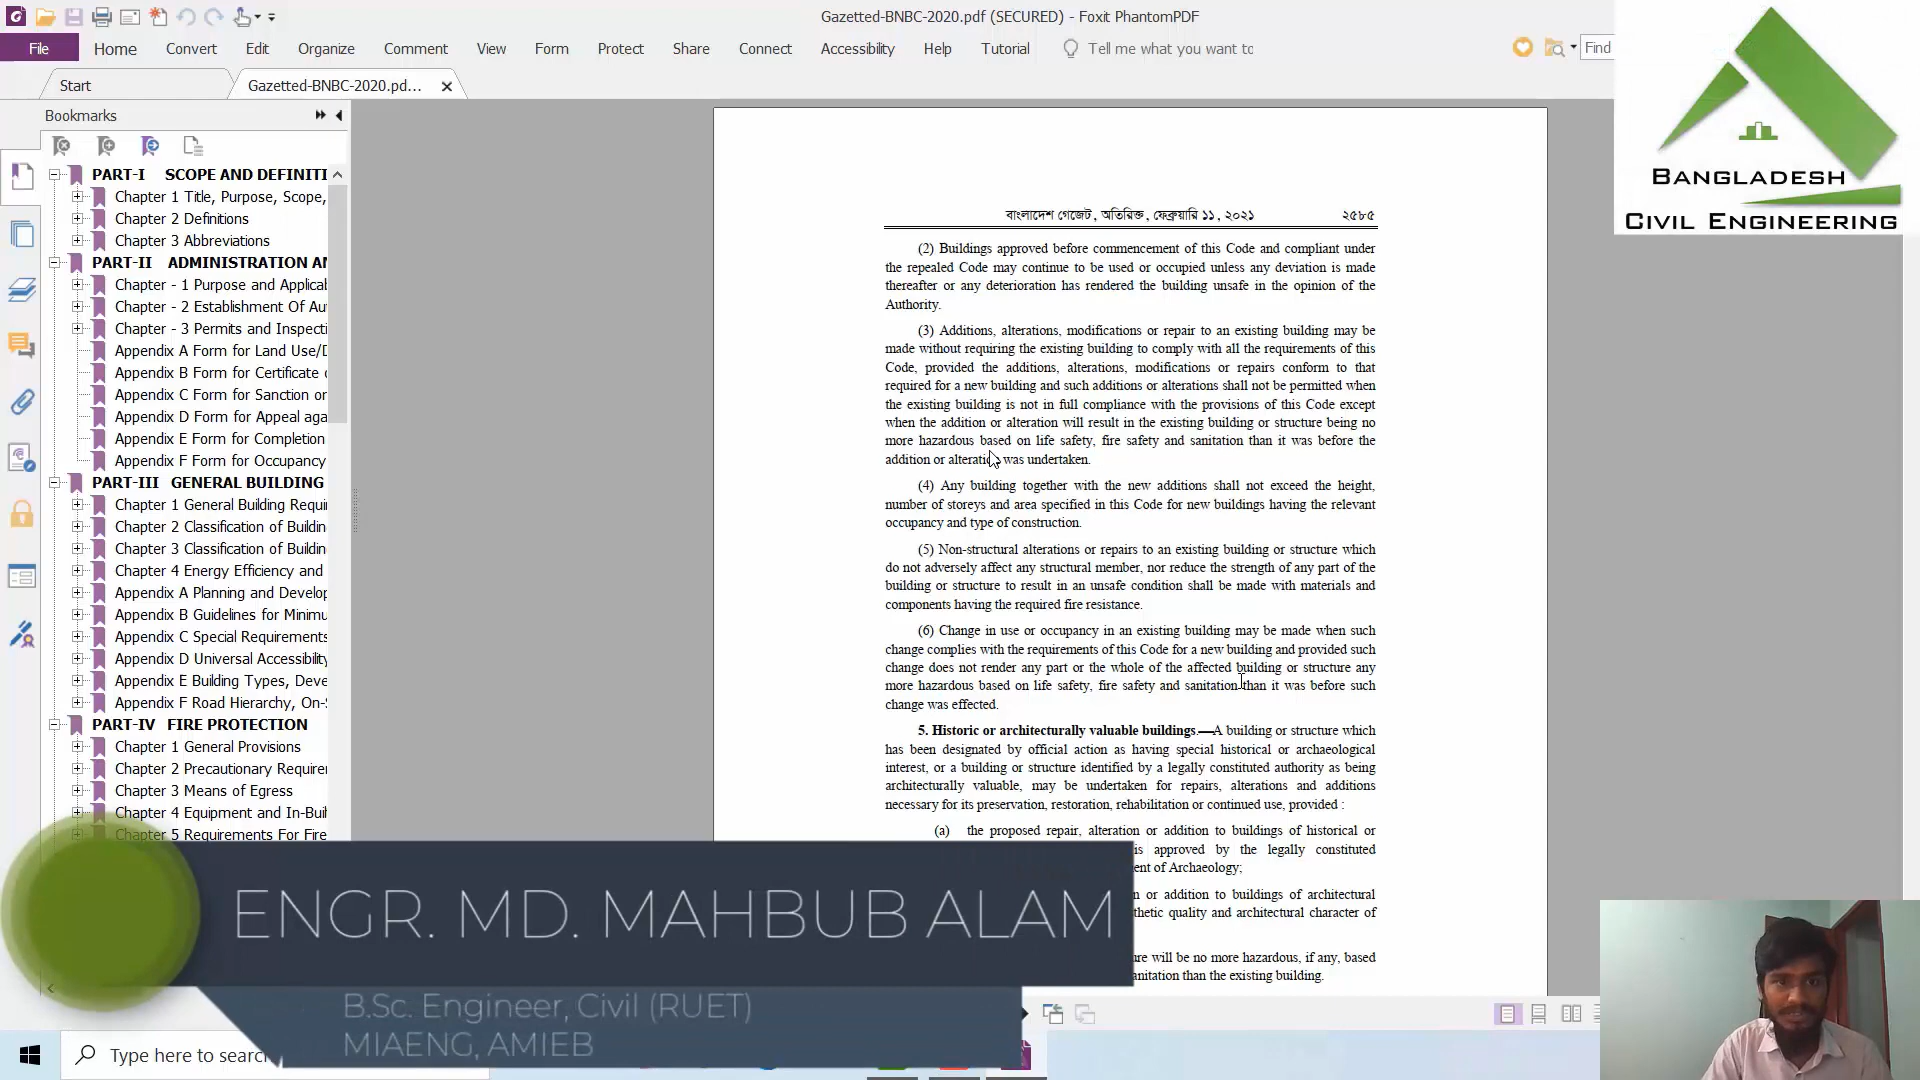 Gazetted-BNBC-2020.pdf (SECURED) - Foxit PhantomPDF
File Home Convert Edit Organize Comment View Form Protect Share Connect Accessibility Help Tutorial Tell me what you want to Find
Start Gazetted-BNBC-2020.pd...
Bookmarks
PART-I SCOPE AND DEFINITI
Chapter 1 Title, Purpose, Scope,
Chapter 2 Definitions
Chapter 3 Abbreviations
PART-II ADMINISTRATION AN
Chapter - 1 Purpose and Applicab
Chapter - 2 Establishment Of Au
Chapter - 3 Permits and Inspecti
Appendix A Form for Land Use/D
Appendix B Form for Certificate o
Appendix C Form for Sanction or
Appendix D Form for Appeal aga
Appendix E Form for Completion
Appendix F Form for Occupancy
PART-III GENERAL BUILDING
Chapter 1 General Building Requi
Chapter 2 Classification of Buildin
Chapter 3 Classification of Buildin
Chapter 4 Energy Efficiency and
Appendix A Planning and Develop
Appendix B Guidelines for Minimu
Appendix C Special Requirements
Appendix D Universal Accessibility
Appendix E Building Types, Deve
Appendix F Road Hierarchy, On-S
PART-IV FIRE PROTECTION
Chapter 1 General Provisions
Chapter 2 Precautionary Requirer
Chapter 3 Means of Egress
Chapter 4 Equipment and In-Buil
Chapter 5 Requirements For Fire
বাংলাদেশ গেজেট, অতিরিক্ত, ফেব্রুয়ারি ১১, ২০২১ ২৫৮৫
(2) Buildings approved before commencement of this Code and compliant under
the repealed Code may continue to be used or occupied unless any deviation is made
thereafter or any deterioration has rendered the building unsafe in the opinion of the
Authority.
(3) Additions, alterations, modifications or repair to an existing building may be
made without requiring the existing building to comply with all the requirements of this
Code, provided the additions, alterations, modifications or repairs conform to that
required for a new building and such additions or alterations shall not be permitted when
the existing building is not in full compliance with the provisions of this Code except
when the addition or alteration will result in the existing building or structure being no
more hazardous based on life safety, fire safety and sanitation than it was before the
addition or alteration was undertaken.
(4) Any building together with the new additions shall not exceed the height,
number of storeys and area specified in this Code for new buildings having the relevant
occupancy and type of construction.
(5) Non-structural alterations or repairs to an existing building or structure which
do not adversely affect any structural member, nor reduce the strength of any part of the
building or structure to result in an unsafe condition shall be made with materials and
components having the required fire resistance.
(6) Change in use or occupancy in an existing building may be made when such
change complies with the requirements of this Code for a new building and provided such
change does not render any part or the whole of the affected building or structure any
more hazardous based on life safety, fire safety and sanitation than it was before such
change was effected.
5. Historic or architecturally valuable buildings.—A building or structure which
has been designated by official action as having special historical or archaeological
interest, or a building or structure identified by a legally constituted authority as being
architecturally valuable, may be undertaken for repairs, alterations and additions
necessary for its preservation, restoration, rehabilitation or continued use, provided :
(a) the proposed repair, alteration or addition to buildings of historical or
is approved by the legally constituted
ent of Archaeology;
n or addition to buildings of architectural
thetic quality and architectural character of
ure will be no more hazardous, if any, based
anitation than the existing building.
BANGLADESH
CIVIL ENGINEERING
ENGR. MD. MAHBUB ALAM
B.Sc. Engineer, Civil (RUET)
MIAENG, AMIEB
Type here to search